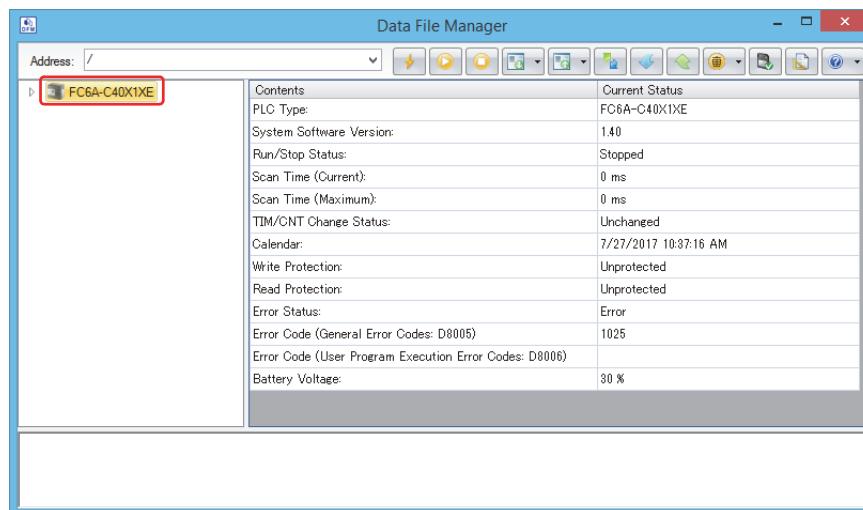 DFM
Data File Manager
Address: /
FC6A-C40X1XE
Contents Current Status
PLC Type: FC6A-C40X1XE
System Software Version: 1.40
Run/Stop Status: Stopped
Scan Time (Current): 0 ms
Scan Time (Maximum): 0 ms
TIM/CNT Change Status: Unchanged
Calendar: 7/27/2017 10:37:16 AM
Write Protection: Unprotected
Read Protection: Unprotected
Error Status: Error
Error Code (General Error Codes: D8005) 1025
Error Code (User Program Execution Error Codes: D8006)
Battery Voltage: 30 %